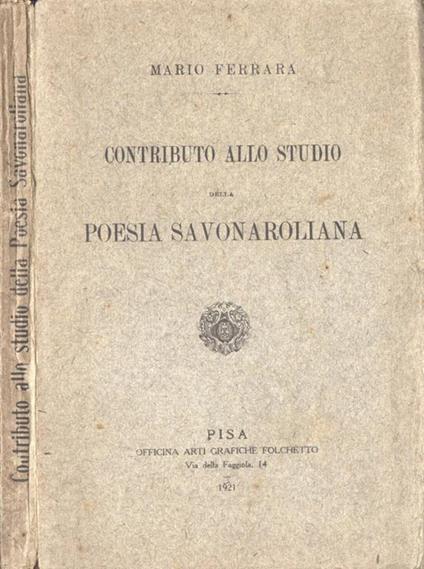 Contributo allo studio della Poesia Savonaroliana
MARIO FERRARA
CONTRIBUTO ALLO STUDIO
DELLA
POESIA SAVONAROLIANA
PISA
OFFICINA ARTI GRAFICHE FOLCHETTO
Via della Faggiola, 14
1921